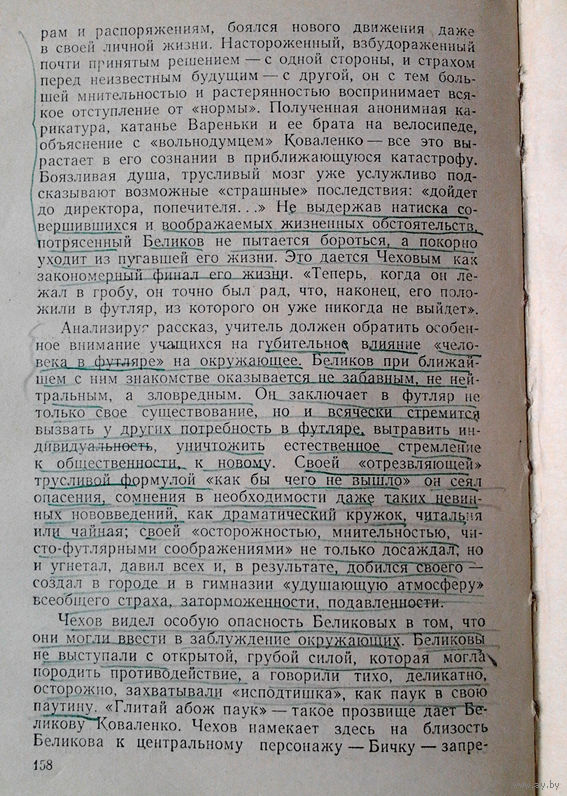 рам и распоряжениям, боялся нового движения даже
в своей личной жизни. Настороженный, взбудораженный
почти принятым решением — с одной стороны, и страхом
перед неизвестным будущим — с другой, он с тем боль-
шей мнительностью и растерянностью воспринимает вся-
кое отступление от «нормы». Полученная анонимная ка-
рикатура, катанье Вареньки и ее брата на велосипеде,
объяснение с «вольнодумцем» Коваленко — все это вы-
растает в его сознании в приближающуюся катастрофу.
Боязливая душа, трусливый мозг уже услужливо под-
сказывают возможные «страшные» последствия: «дойдет
до директора, попечителя...» Не выдержав натиска со-
вершившихся и воображаемых жизненных обстоятельств,
потрясенный Беликов не пытается бороться, а покорно
уходит из пугавшей его жизни. Это дается Чеховым как
закономерный финал его жизни. «Теперь, когда он ле-
жал в гробу, он точно был рад, что, наконец, его поло-
жили в футляр, из которого он уже никогда не выйдет».
Анализируя рассказ, учитель должен обратить особен-
ное внимание учащихся на губительное влияние «чело-
века в футляре» на окружающее. Беликов при ближай-
шем с ним знакомстве оказывается не забавным, не ней-
тральным, а зловредным. Он заключает в футляр не
только свое существование, но и всячески стремится
вызвать у других потребность в футляре, вытравить ин-
дивидуальность, уничтожить естественное стремление
к общественности, к новому. Своей «отрезвляющей»
трусливой формулой «как бы чего не вышло» он сеял
опасения, сомнения в необходимости даже таких невин-
ных нововведений, как драматический кружок, читальня
или чайная; своей «осторожностью, мнительностью, чи-
сто-футлярными соображениями» не только досаждал, но
и угнетал, давил всех и, в результате, добился своего —
создал в городе и в гимназии «удушающую атмосферу»
всеобщего страха, заторможенности, подавленности.
Чехов видел особую опасность Беликовых в том, что
они могли ввести в заблуждение окружающих. Беликовы
не выступали с открытой, грубой силой, которая могла
породить противодействие, а говорили тихо, деликатно,
осторожно, захватывали «исподтишка», как паук в свою
паутину. «Глитай абож паук» — такое прозвище дает Бе-
ликову Коваленко. Чехов намекает здесь на близость
Беликова к центральному персонажу — Бичку — запре-
158